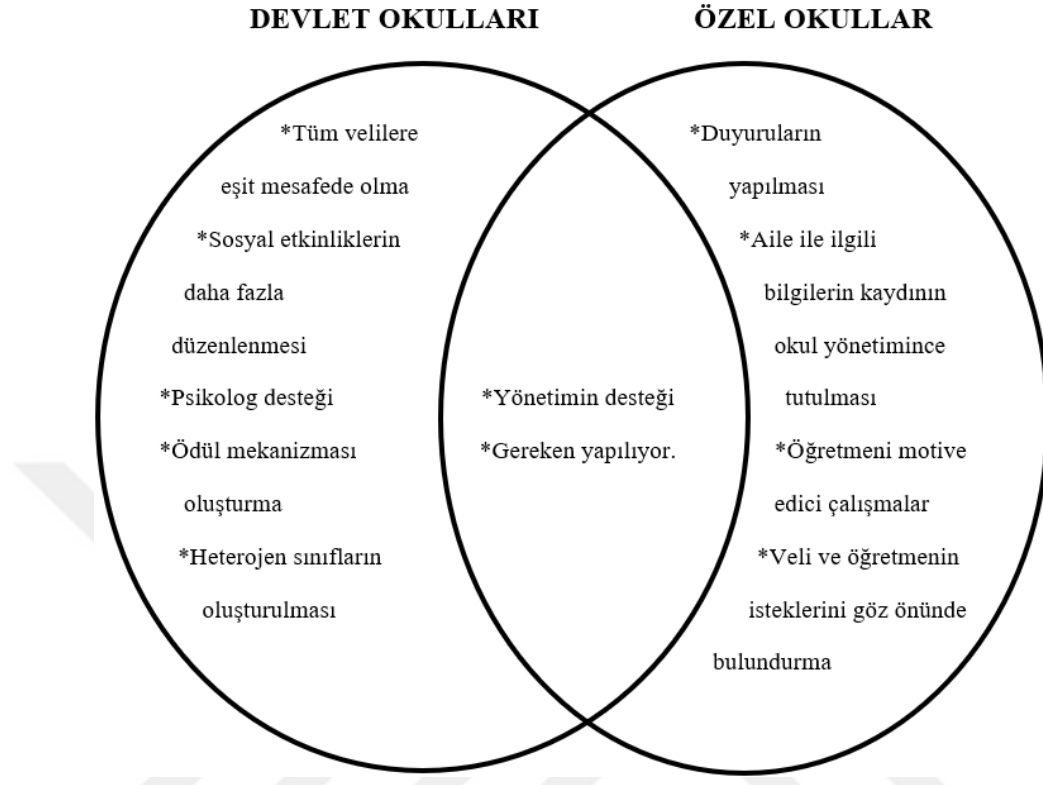 DEVLET OKULLARI
ÖZEL OKULLAR
*Tüm velilere
eşit mesafede olma
*Sosyal etkinliklerin
daha fazla
düzenlenmesi
*Psikolog desteği
*Ödül mekanizması
oluşturma
*Heterojen sınıfların
oluşturulması
*Yönetimin desteği
*Gereken yapılıyor.
*Duyuruların
yapılması
*Aile ile ilgili
bilgilerin kaydının
okul yönetimince
tutulması
*Öğretmeni motive
edici çalışmalar
*Veli ve öğretmenin
isteklerini göz önünde
bulundurma